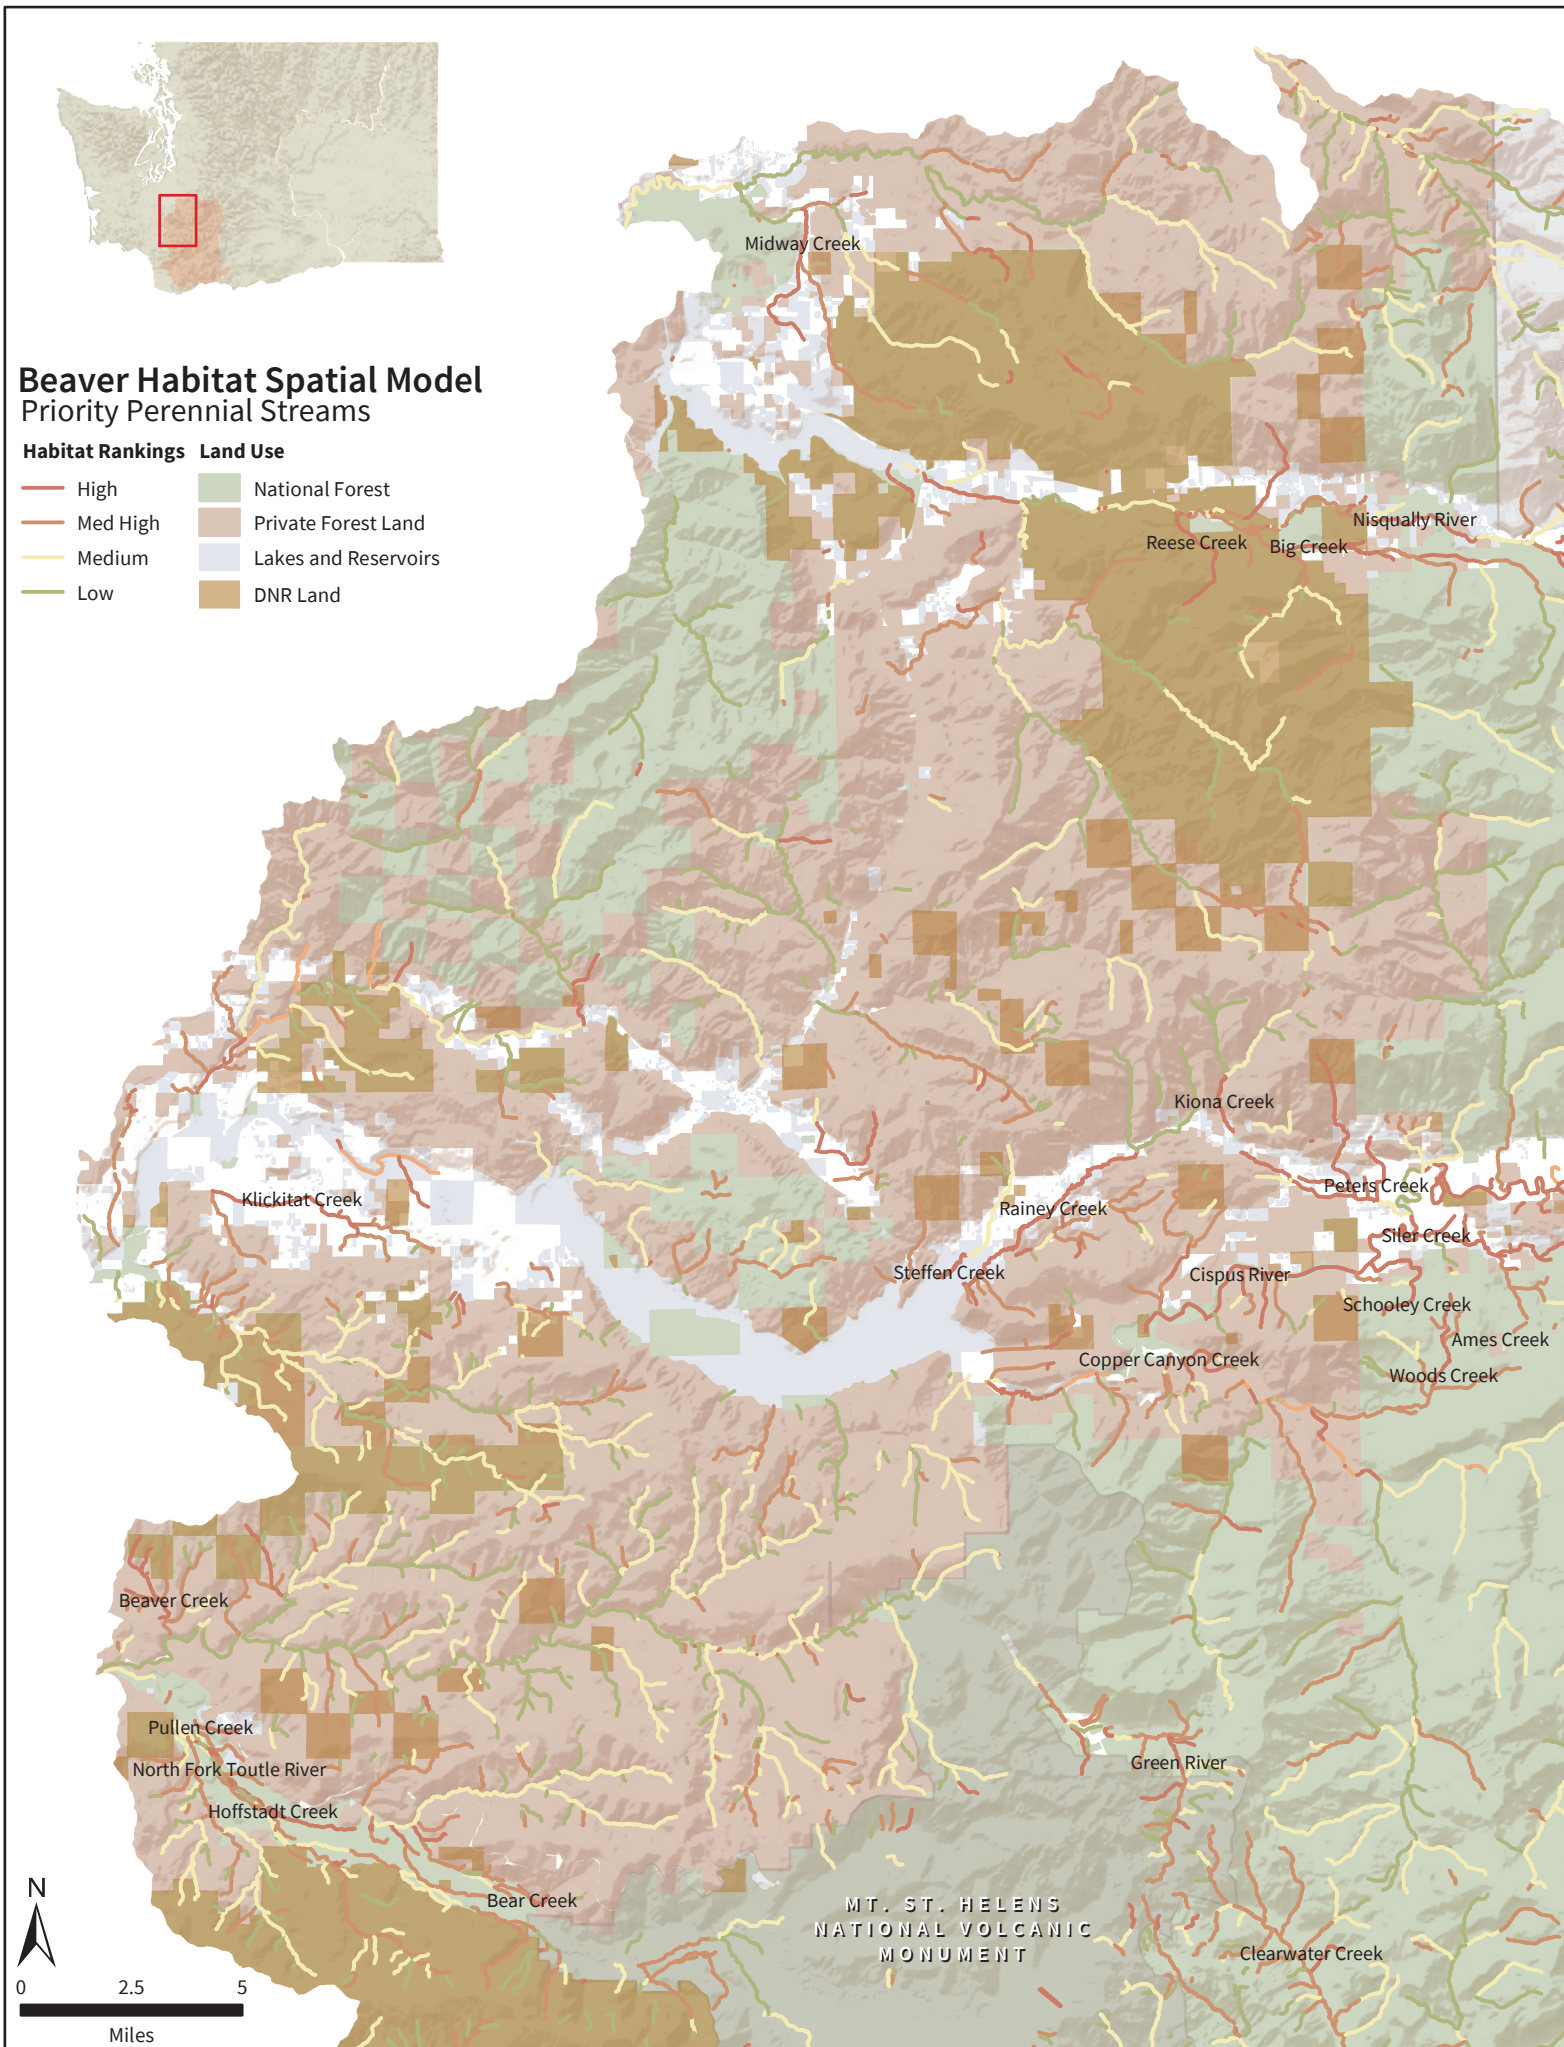 Beaver Habitat Spatial Model
Priority Perennial Streams
Habitat Rankings
High
Med High
Medium
Low
Land Use
National Forest
Private Forest Land
Lakes and Reservoirs
DNR Land
Midway Creek
Nisqually River
Reese Creek
Big Creek
Kiona Creek
Peters Creek
Klickitat Creek
Rainey Creek
Siler Creek
Steffen Creek
Cispus River
Schooley Creek
Ames Creek
Copper Canyon Creek
Woods Creek
Beaver Creek
Pullen Creek
North Fork Toutle River
Green River
Hoffstadt Creek
Bear Creek
MT. ST. HELENS
NATIONAL VOLCANIC
MONUMENT
Clearwater Creek
N
0 2.5 5
Miles